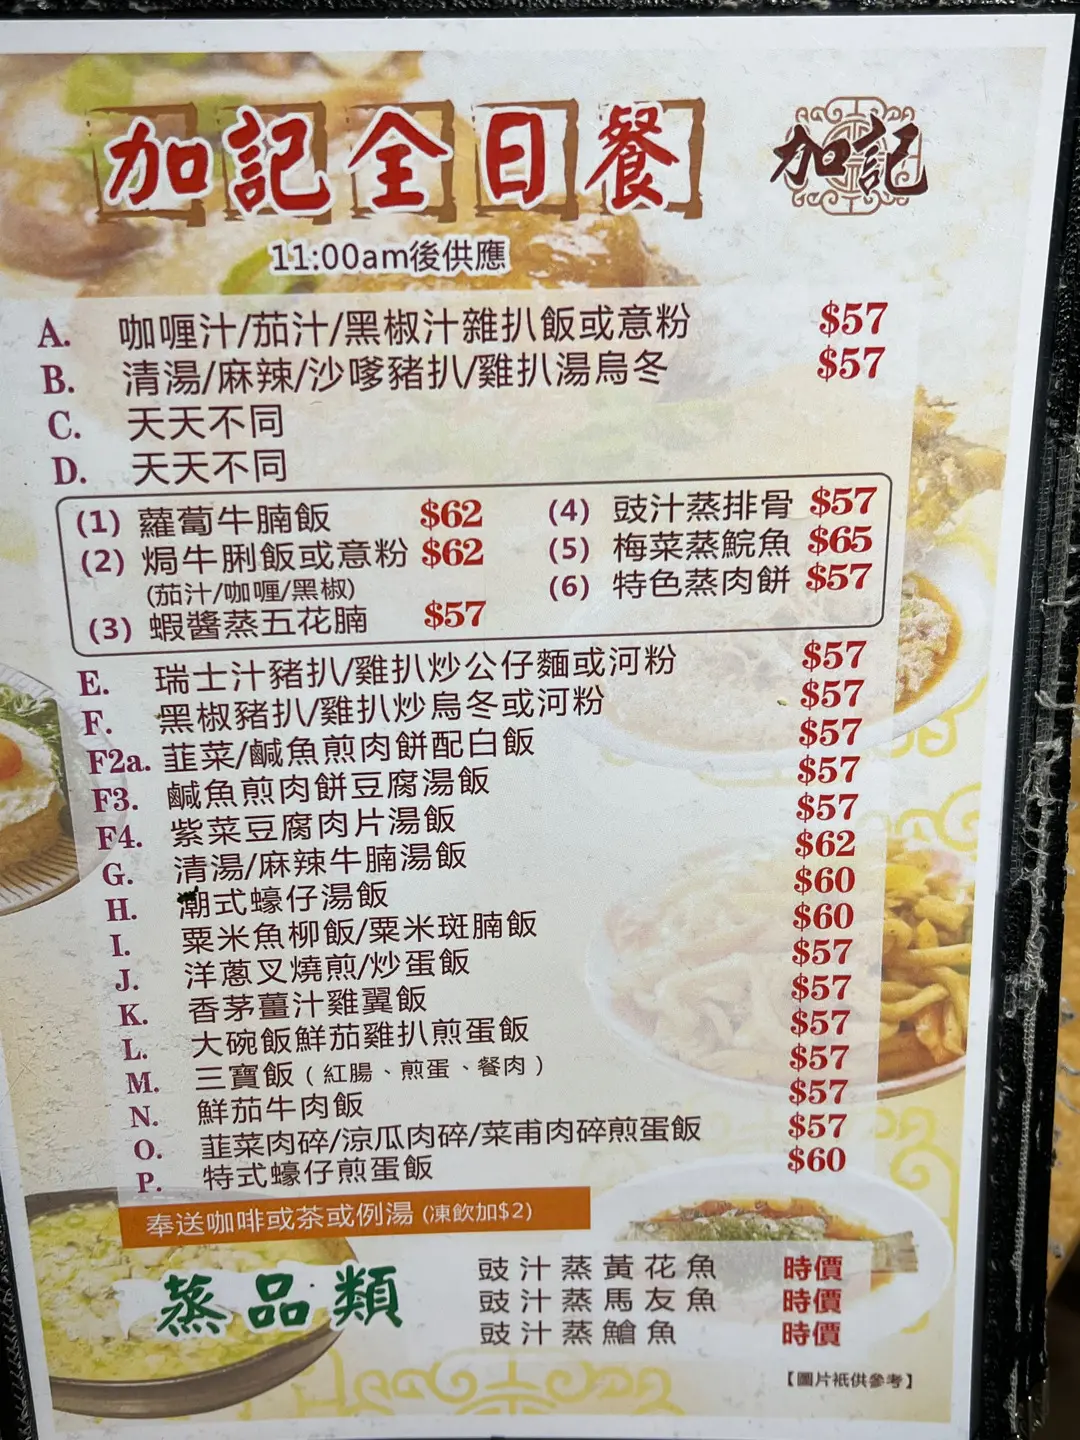 加記全日餐
加記
11:00am後供應
A. 咖喱汁/茄汁/黑椒汁雜扒飯或意粉 $57
B. 清湯/麻辣/沙嗲豬扒/雞扒湯烏冬 $57
C. 天天不同
D. 天天不同
(1) 蘿蔔牛腩飯 $62
(2) 焗牛脷飯或意粉 $62
(茄汁/咖喱/黑椒)
(3) 蝦醬蒸五花腩 $57
(4) 豉汁蒸排骨 $57
(5) 梅菜蒸鯇魚 $65
(6) 特色蒸肉餅 $57
E. 瑞士汁豬扒/雞扒炒公仔麵或河粉 $57
F. 黑椒豬扒/雞扒炒烏冬或河粉 $57
F2a. 韮菜/鹹魚煎肉餅配白飯 $57
F3. 鹹魚煎肉餅豆腐湯飯 $57
F4. 紫菜豆腐肉片湯飯 $57
G. 清湯/麻辣牛腩湯飯 $62
H. 潮式蠔仔湯飯 $60
I. 粟米魚柳飯/粟米斑腩飯 $60
J. 洋蔥叉燒煎/炒蛋飯 $57
K. 香茅薑汁雞翼飯 $57
L. 大碗飯鮮茄雞扒煎蛋飯 $57
M. 三寶飯(紅腸、煎蛋、餐肉) $57
N. 鮮茄牛肉飯 $57
O. 韮菜肉碎/涼瓜肉碎/菜甫肉碎煎蛋飯 $57
P. 特式蠔仔煎蛋飯 $60
奉送咖啡或茶或例湯(凍飲加$2)
蒸品類
豉汁蒸黃花魚 時價
豉汁蒸馬友魚 時價
豉汁蒸鱠魚 時價
【圖片祇供參考】